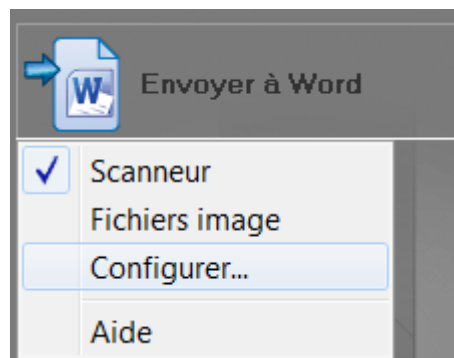 W
Envoyer à Word
Scanneur
Fichiers image
Configurer...
Aide